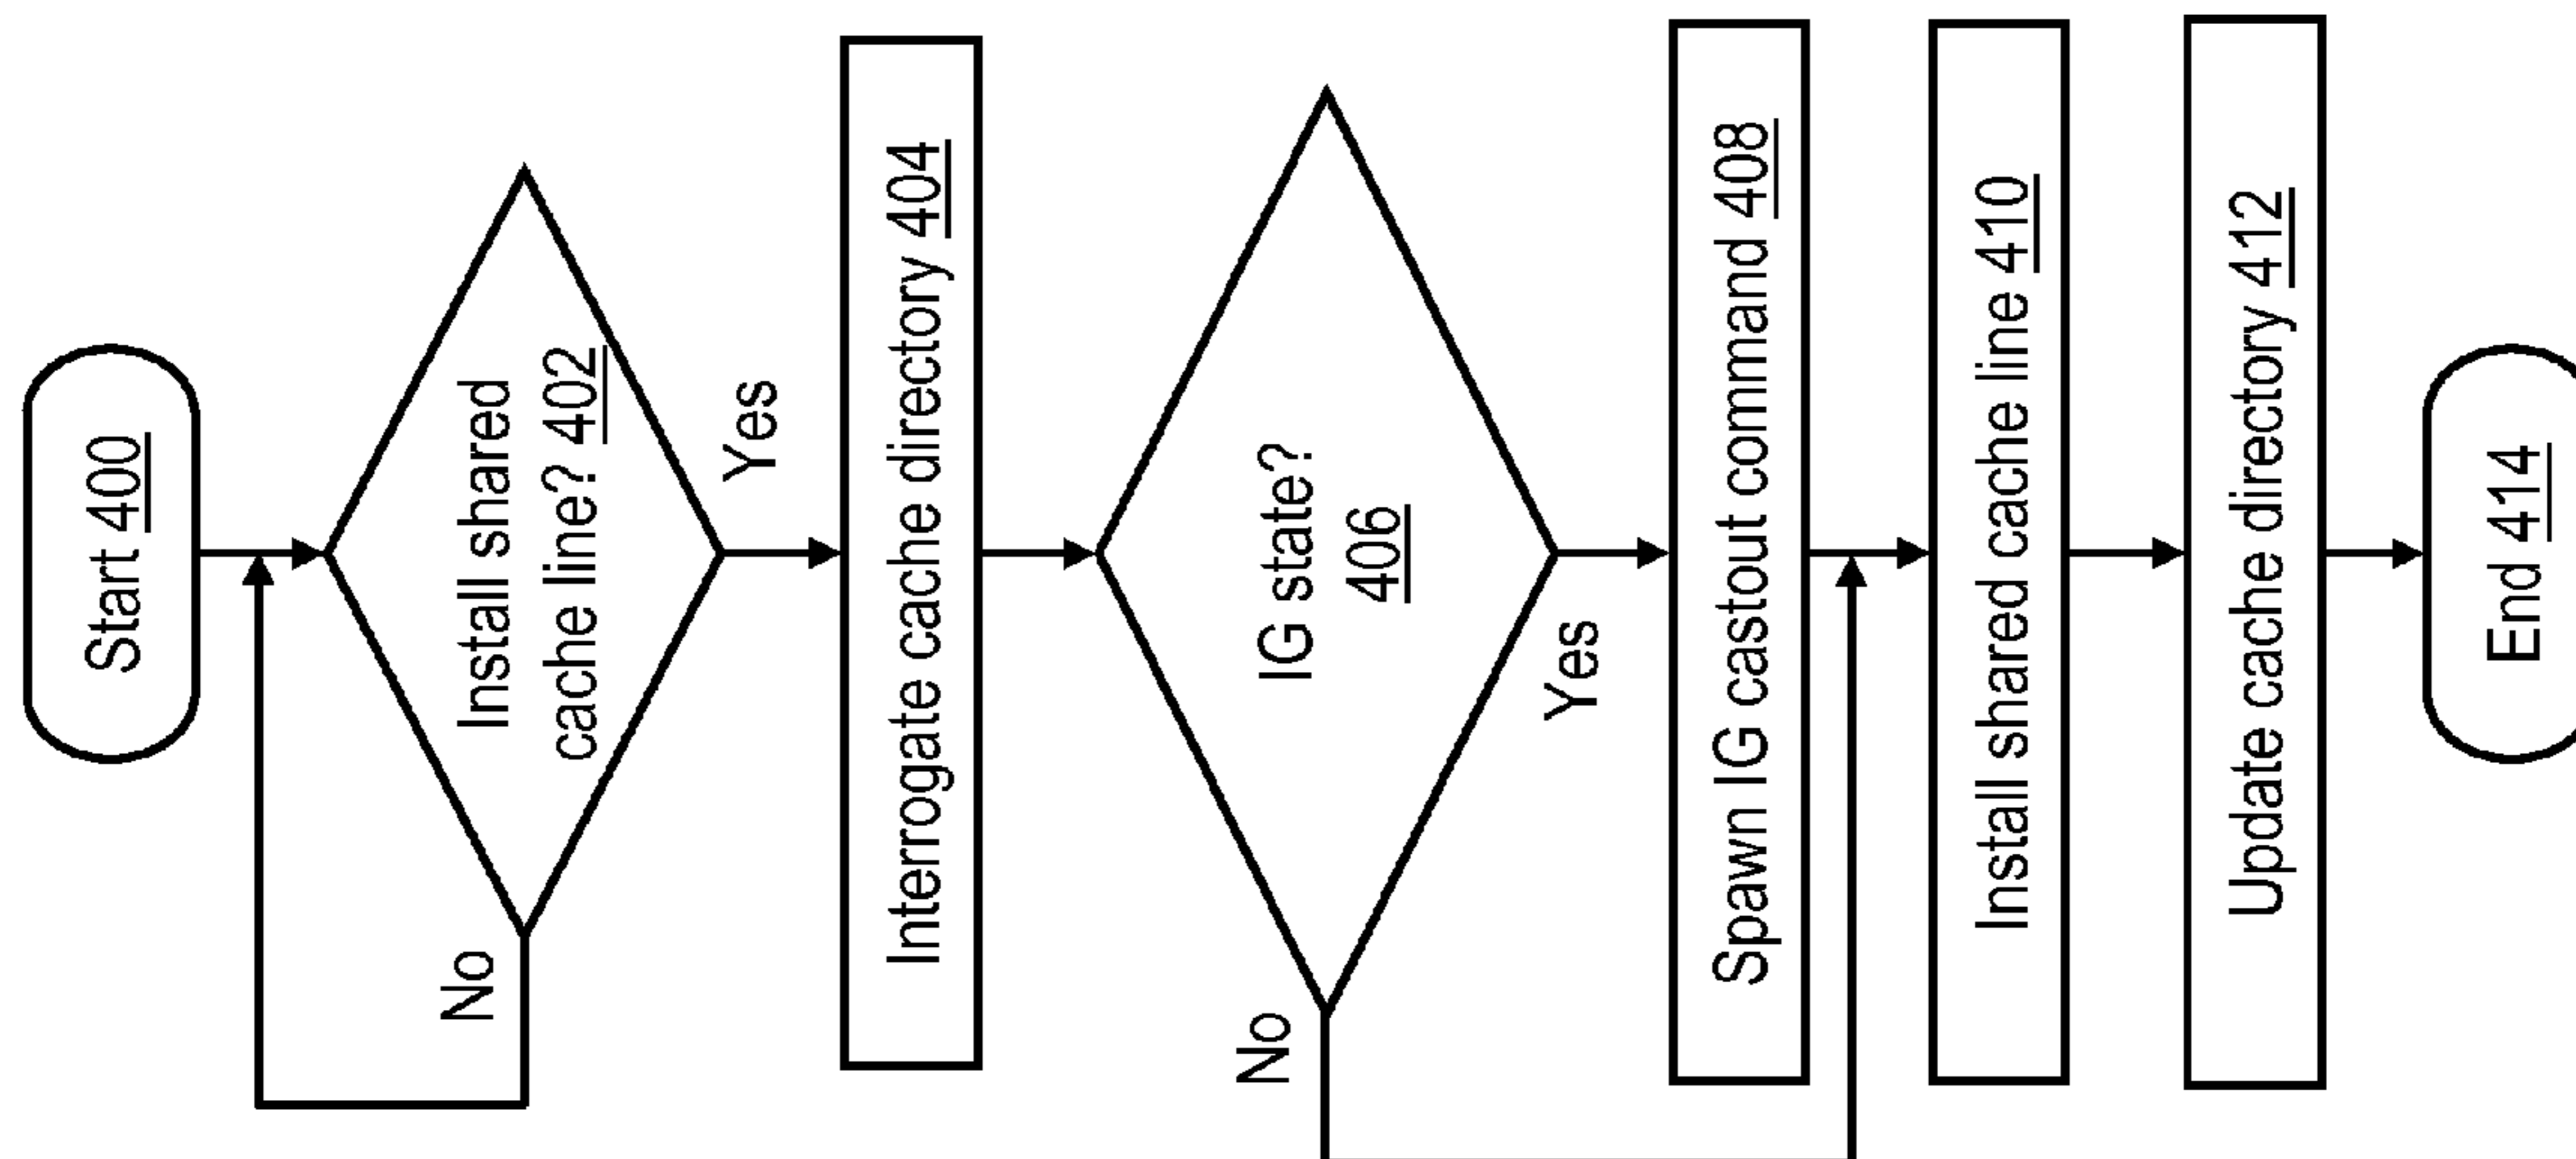 Start 400
Install shared
cache line? 402
No
Yes
Interrogate cache directory 404
IG state?
406
No
Yes
Spawn IG castout command 408
Install shared cache line 410
Update cache directory 412
End 414